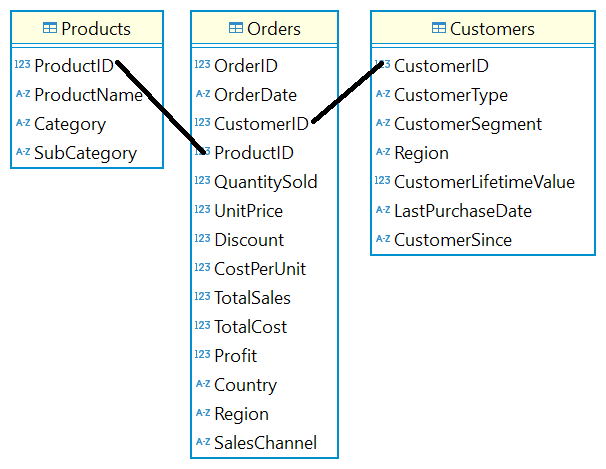 Products
123 ProductID
A-Z ProductName
A-Z Category
A-Z SubCategory
Orders
123 OrderID
A-Z OrderDate
123 CustomerID
123 ProductID
123 QuantitySold
123 UnitPrice
123 Discount
123 CostPerUnit
123 TotalSales
123 TotalCost
123 Profit
A-Z Country
A-Z Region
A-Z SalesChannel
Customers
123 CustomerID
A-Z CustomerType
A-Z CustomerSegment
A-Z Region
123 CustomerLifetimeValue
A-Z LastPurchaseDate
A-Z CustomerSince